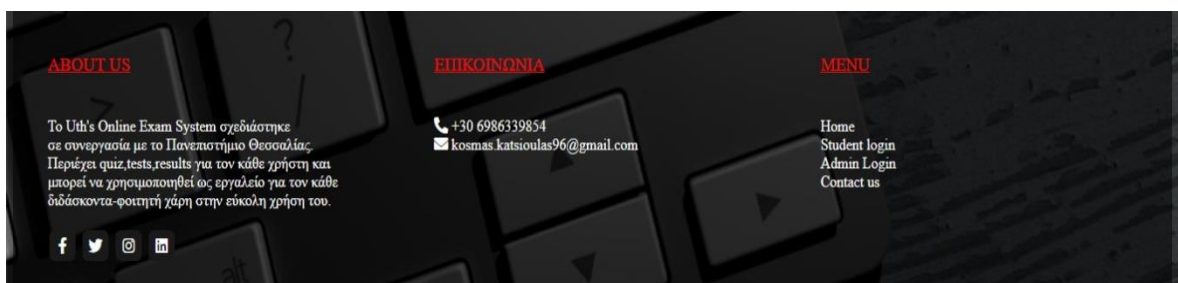 ABOUT US
Το Uth's Online Exam System σχεδιάστηκε
σε συνεργασία με το Πανεπιστήμιο Θεσσαλίας.
Περιέχει quiz,tests,results για τον κάθε χρήστη και
μπορεί να χρησιμοποιηθεί ως εργαλείο για τον κάθε
διδάσκοντα-φοιτητή χάρη στην εύκολη χρήση του.
ΕΠΙΚΟΙΝΩΝΙΑ
+30 6986339854
kosmas.katsioulas96@gmail.com
MENU
Home
Student login
Admin Login
Contact us
alt